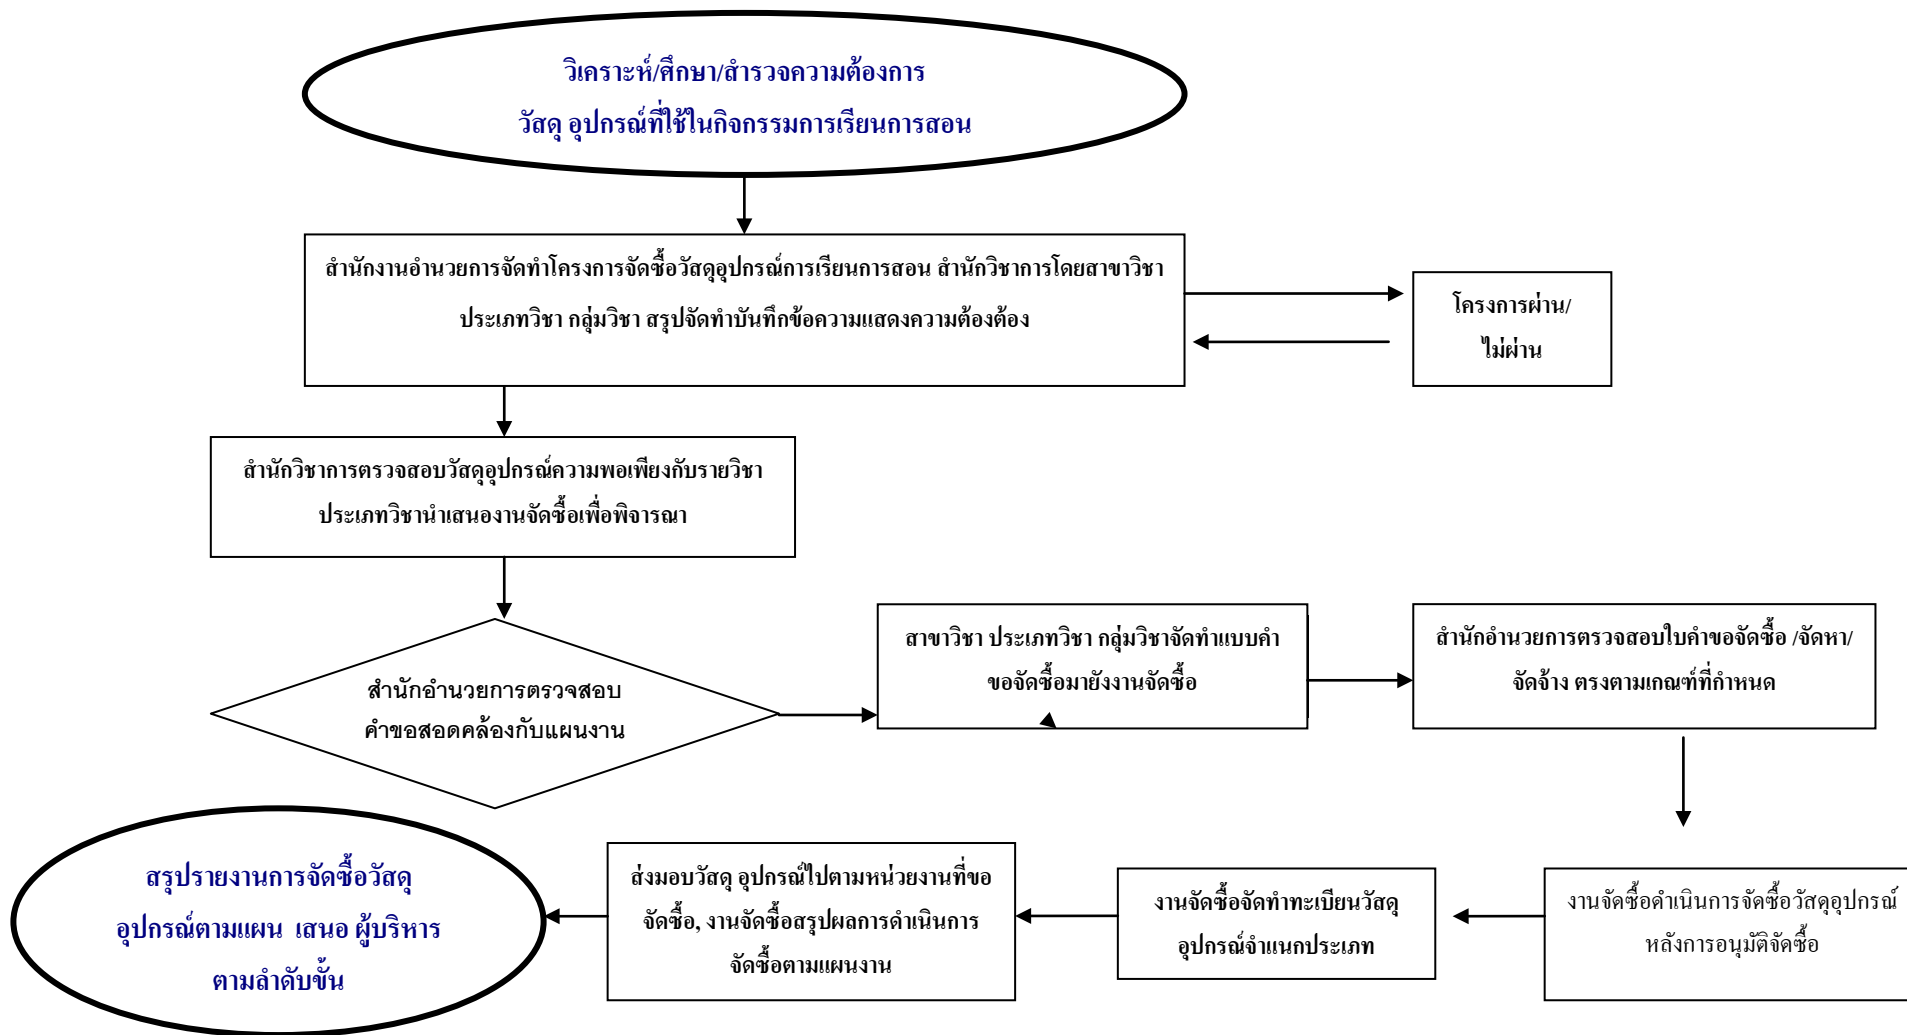 วิเคราะห์/ศึกษา/สำรวจความต้องการ
วัสดุ อุปกรณ์ที่ใช้ในกิจกรรมการเรียนการสอน
สำนักงานอำนวยการจัดทำโครงการจัดซื้อวัสดุอุปกรณ์การเรียนการสอน สำนักวิชาการโดยสาขาวิชา
ประเภทวิชา กลุ่มวิชา สรุปจัดทำบันทึกข้อความแสดงความต้องต้อง
โครงการผ่าน/
ไม่ผ่าน
สำนักวิชาการตรวจสอบวัสดุอุปกรณ์ความพอเพียงกับรายวิชา
ประเภทวิชานำเสนองานจัดซื้อเพื่อพิจารณา
สำนักอำนวยการตรวจสอบ
คำขอสอดคล้องกับแผนงาน
สาขาวิชา ประเภทวิชา กลุ่มวิชาจัดทำแบบคำ
ขอจัดซื้อมายังงานจัดซื้อ
สำนักอำนวยการตรวจสอบใบคำขอจัดซื้อ /จัดหา/
จัดจ้าง ตรงตามเกณฑ์ที่กำหนด
งานจัดซื้อดำเนินการจัดซื้อวัสดุอุปกรณ์
หลังการอนุมัติจัดซื้อ
งานจัดซื้อจัดทำทะเบียนวัสดุ
อุปกรณ์จำแนกประเภท
ส่งมอบวัสดุ อุปกรณ์ไปตามหน่วยงานที่ขอ
จัดซื้อ, งานจัดซื้อสรุปผลการดำเนินการ
จัดซื้อตามแผนงาน
สรุปรายงานการจัดซื้อวัสดุ
อุปกรณ์ตามแผน เสนอ ผู้บริหาร
ตามลำดับขั้น